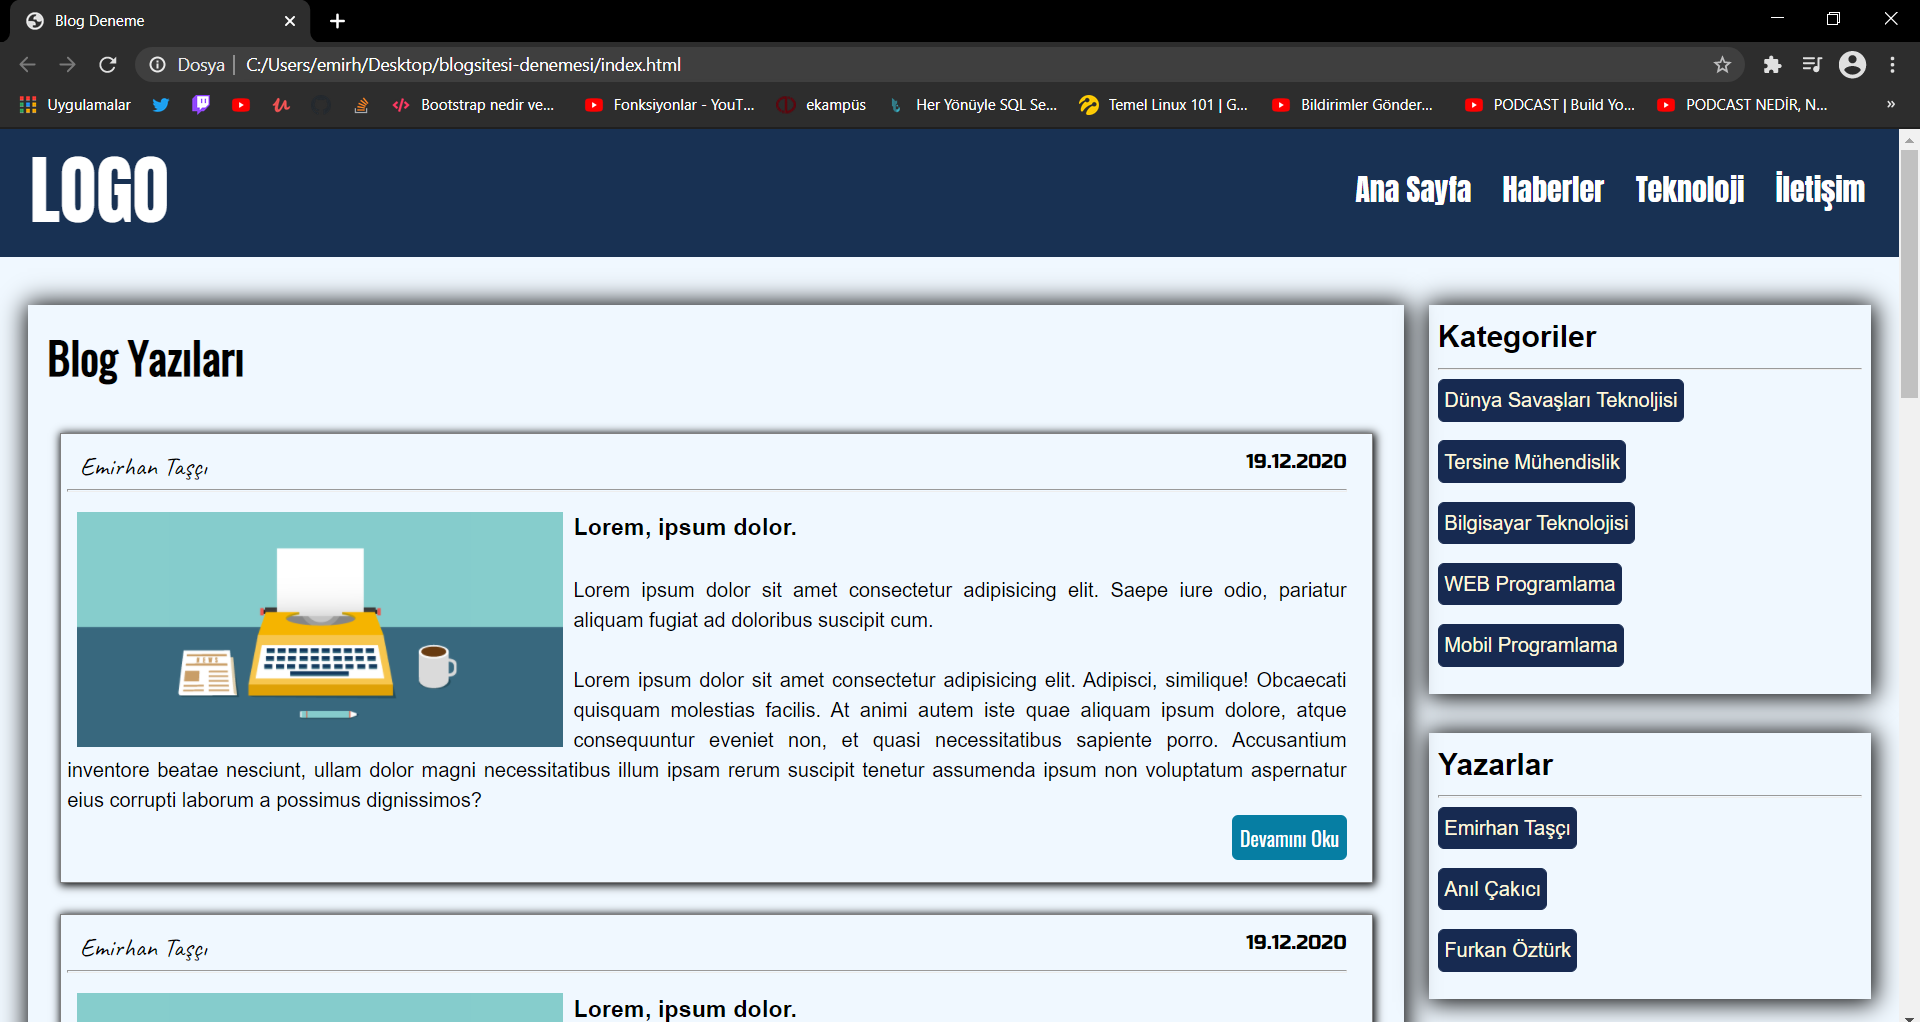 Blog Deneme
Dosya | C:/Users/emirh/Desktop/blogsitesi-denemesi/index.html
Uygulamalar Bootstrap nedir ve... Fonksiyonlar - YouT... ekampüs Her Yönüyle SQL Se... Temel Linux 101 | G... Bildirimler Gönder... PODCAST | Build Yo... PODCAST NEDİR, N... »
LOGO
Ana Sayfa Haberler Teknoloji İletişim
Blog Yazıları
Emirhan Taşçı 19.12.2020
Lorem, ipsum dolor.
Lorem ipsum dolor sit amet consectetur adipisicing elit. Saepe iure odio, pariatur
aliquam fugiat ad doloribus suscipit cum.
Lorem ipsum dolor sit amet consectetur adipisicing elit. Adipisci, similique! Obcaecati
quisquam molestias facilis. At animi autem iste quae aliquam ipsum dolore, atque
consequuntur eveniet non, et quasi necessitatibus sapiente porro. Accusantium
inventore beatae nesciunt, ullam dolor magni necessitatibus illum ipsam rerum suscipit tenetur assumenda ipsum non voluptatum aspernatur
eius corrupti laborum a possimus dignissimos?
Devamını Oku
Emirhan Taşçı 19.12.2020
Lorem, ipsum dolor.
Kategoriler
Dünya Savaşları Teknoljisi
Tersine Mühendislik
Bilgisayar Teknolojisi
WEB Programlama
Mobil Programlama
Yazarlar
Emirhan Taşçı
Anıl Çakıcı
Furkan Öztürk